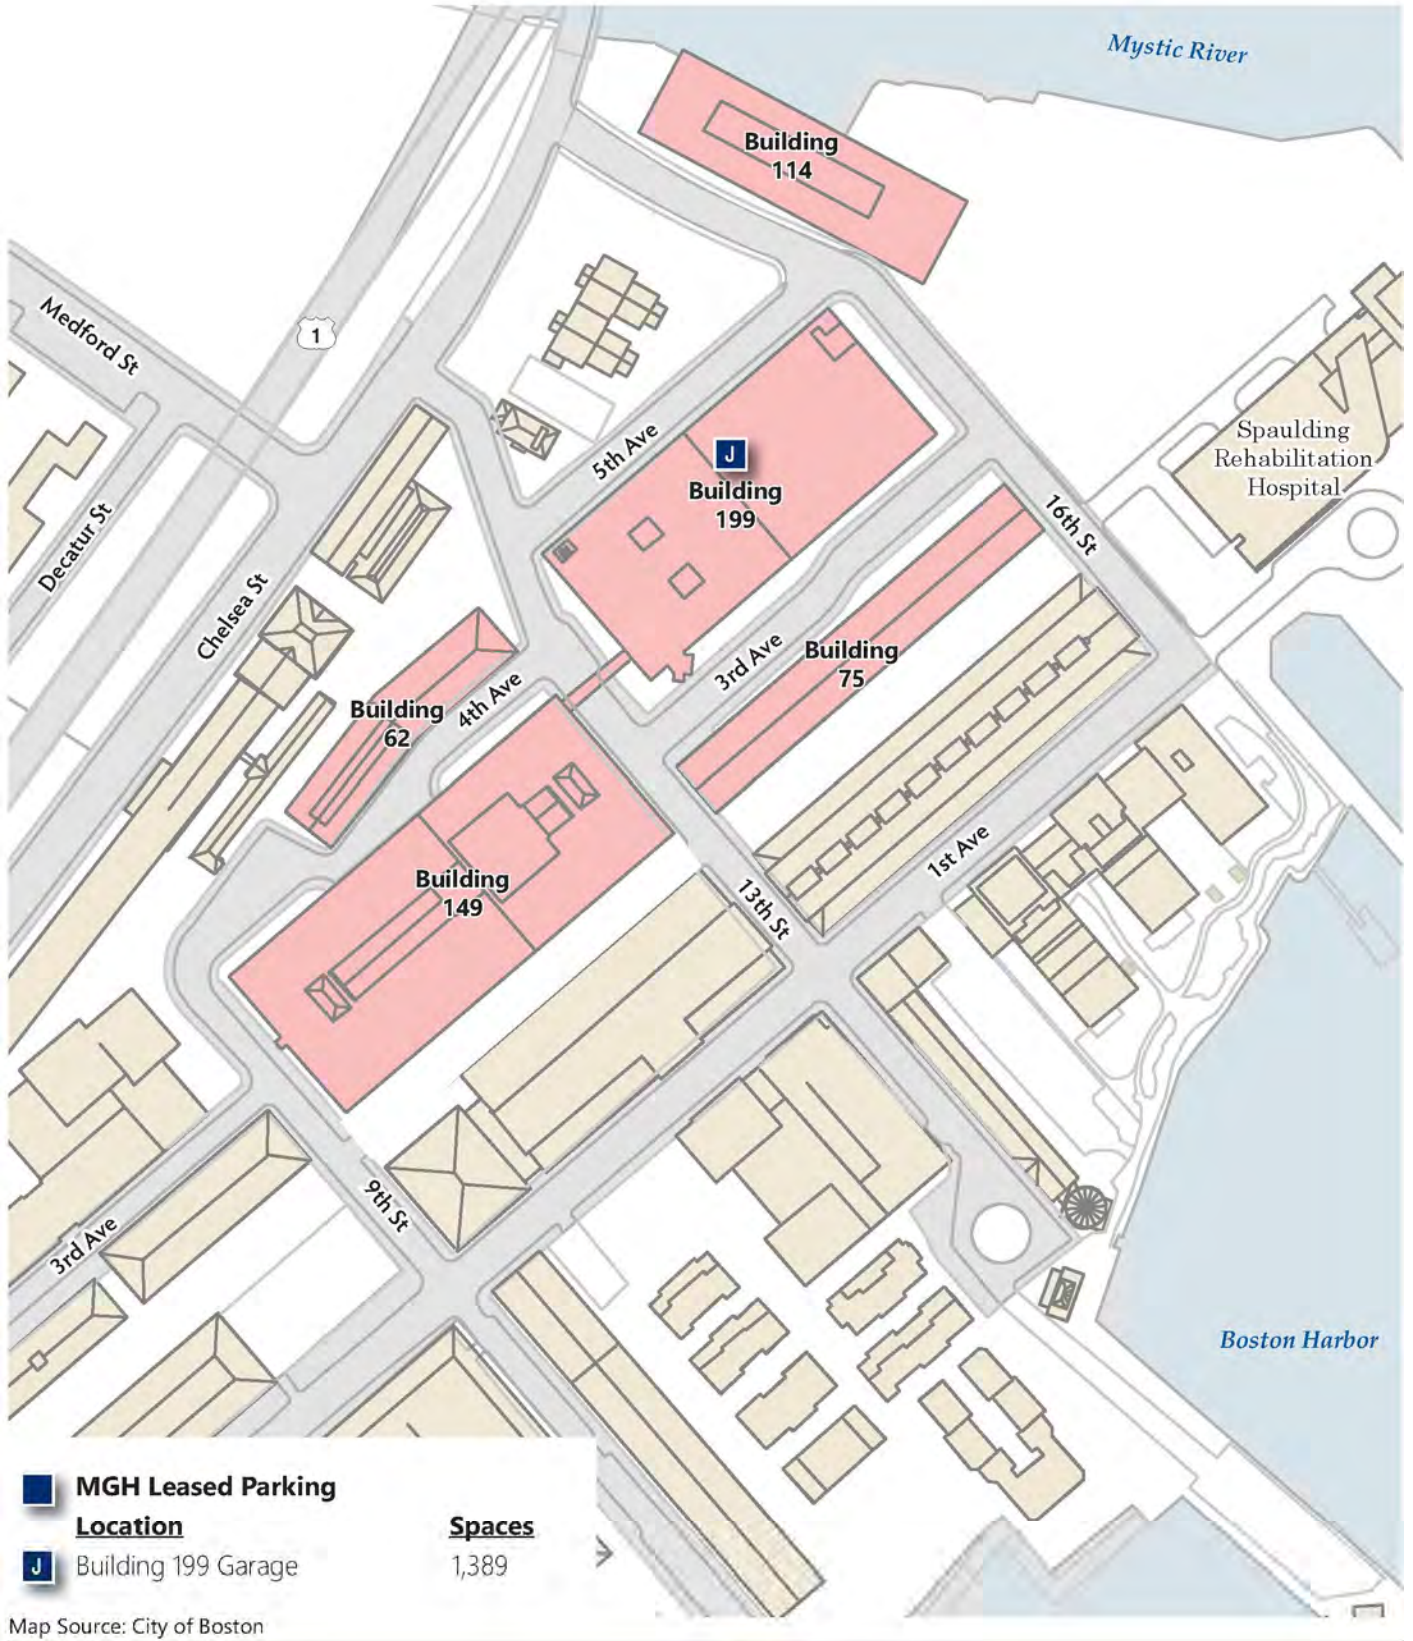 Mystic River
Building
114
Medford St
1
5th Ave
J
Building
199
Spaulding
Rehabilitation
Hospital
16th St
Decatur St
Chelsea St
3rd Ave
Building
75
Building
62
4th Ave
1st Ave
Building
149
13th St
9th St
3rd Ave
Boston Harbor
MGH Leased Parking
Location Spaces
J Building 199 Garage 1,389
Map Source: City of Boston